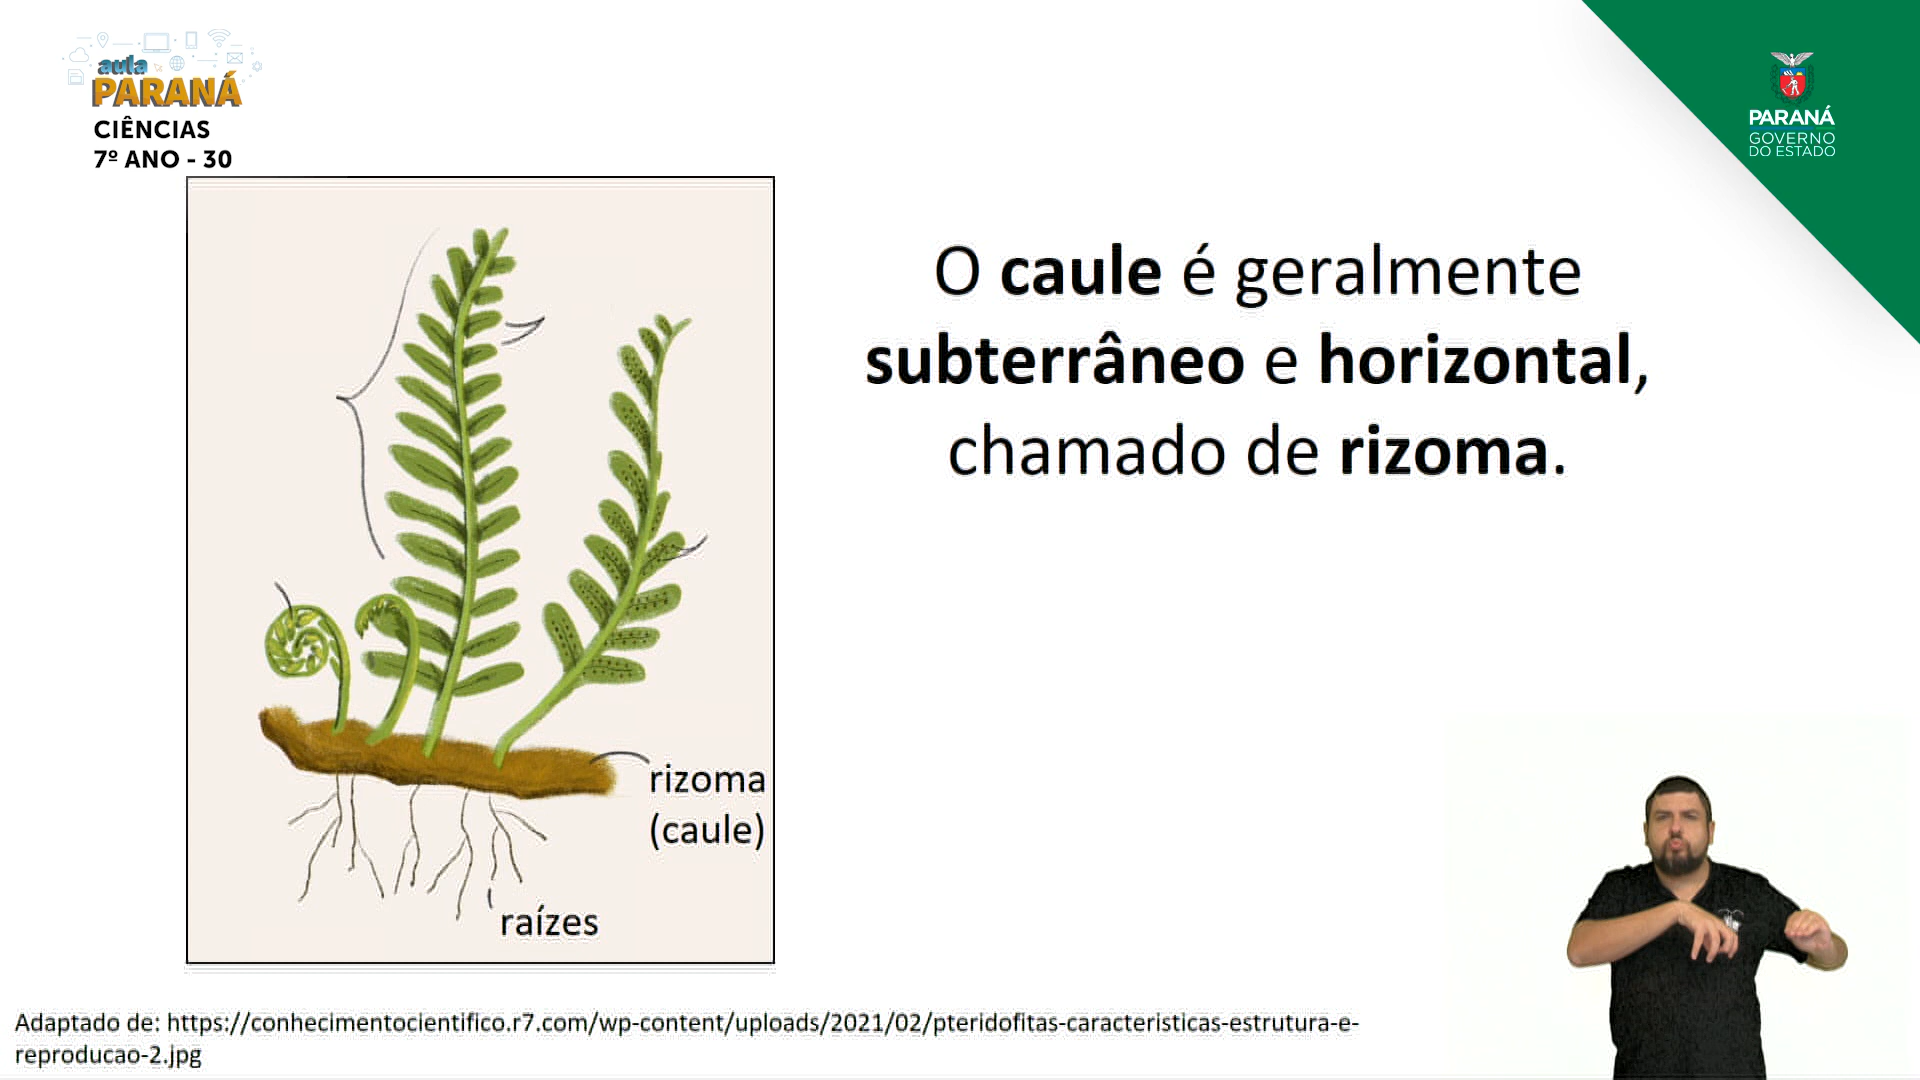 aula
PARANÁ
CIÊNCIAS
7º ANO - 30
PARANÁ
GOVERNO
DO ESTADO
O caule é geralmente
subterrâneo e horizontal,
chamado de rizoma.
rizoma
(caule)
raízes
Adaptado de: https://conhecimentocientifico.r7.com/wp-content/uploads/2021/02/pteridofitas-caracteristicas-estrutura-e-
reproducao-2.jpg